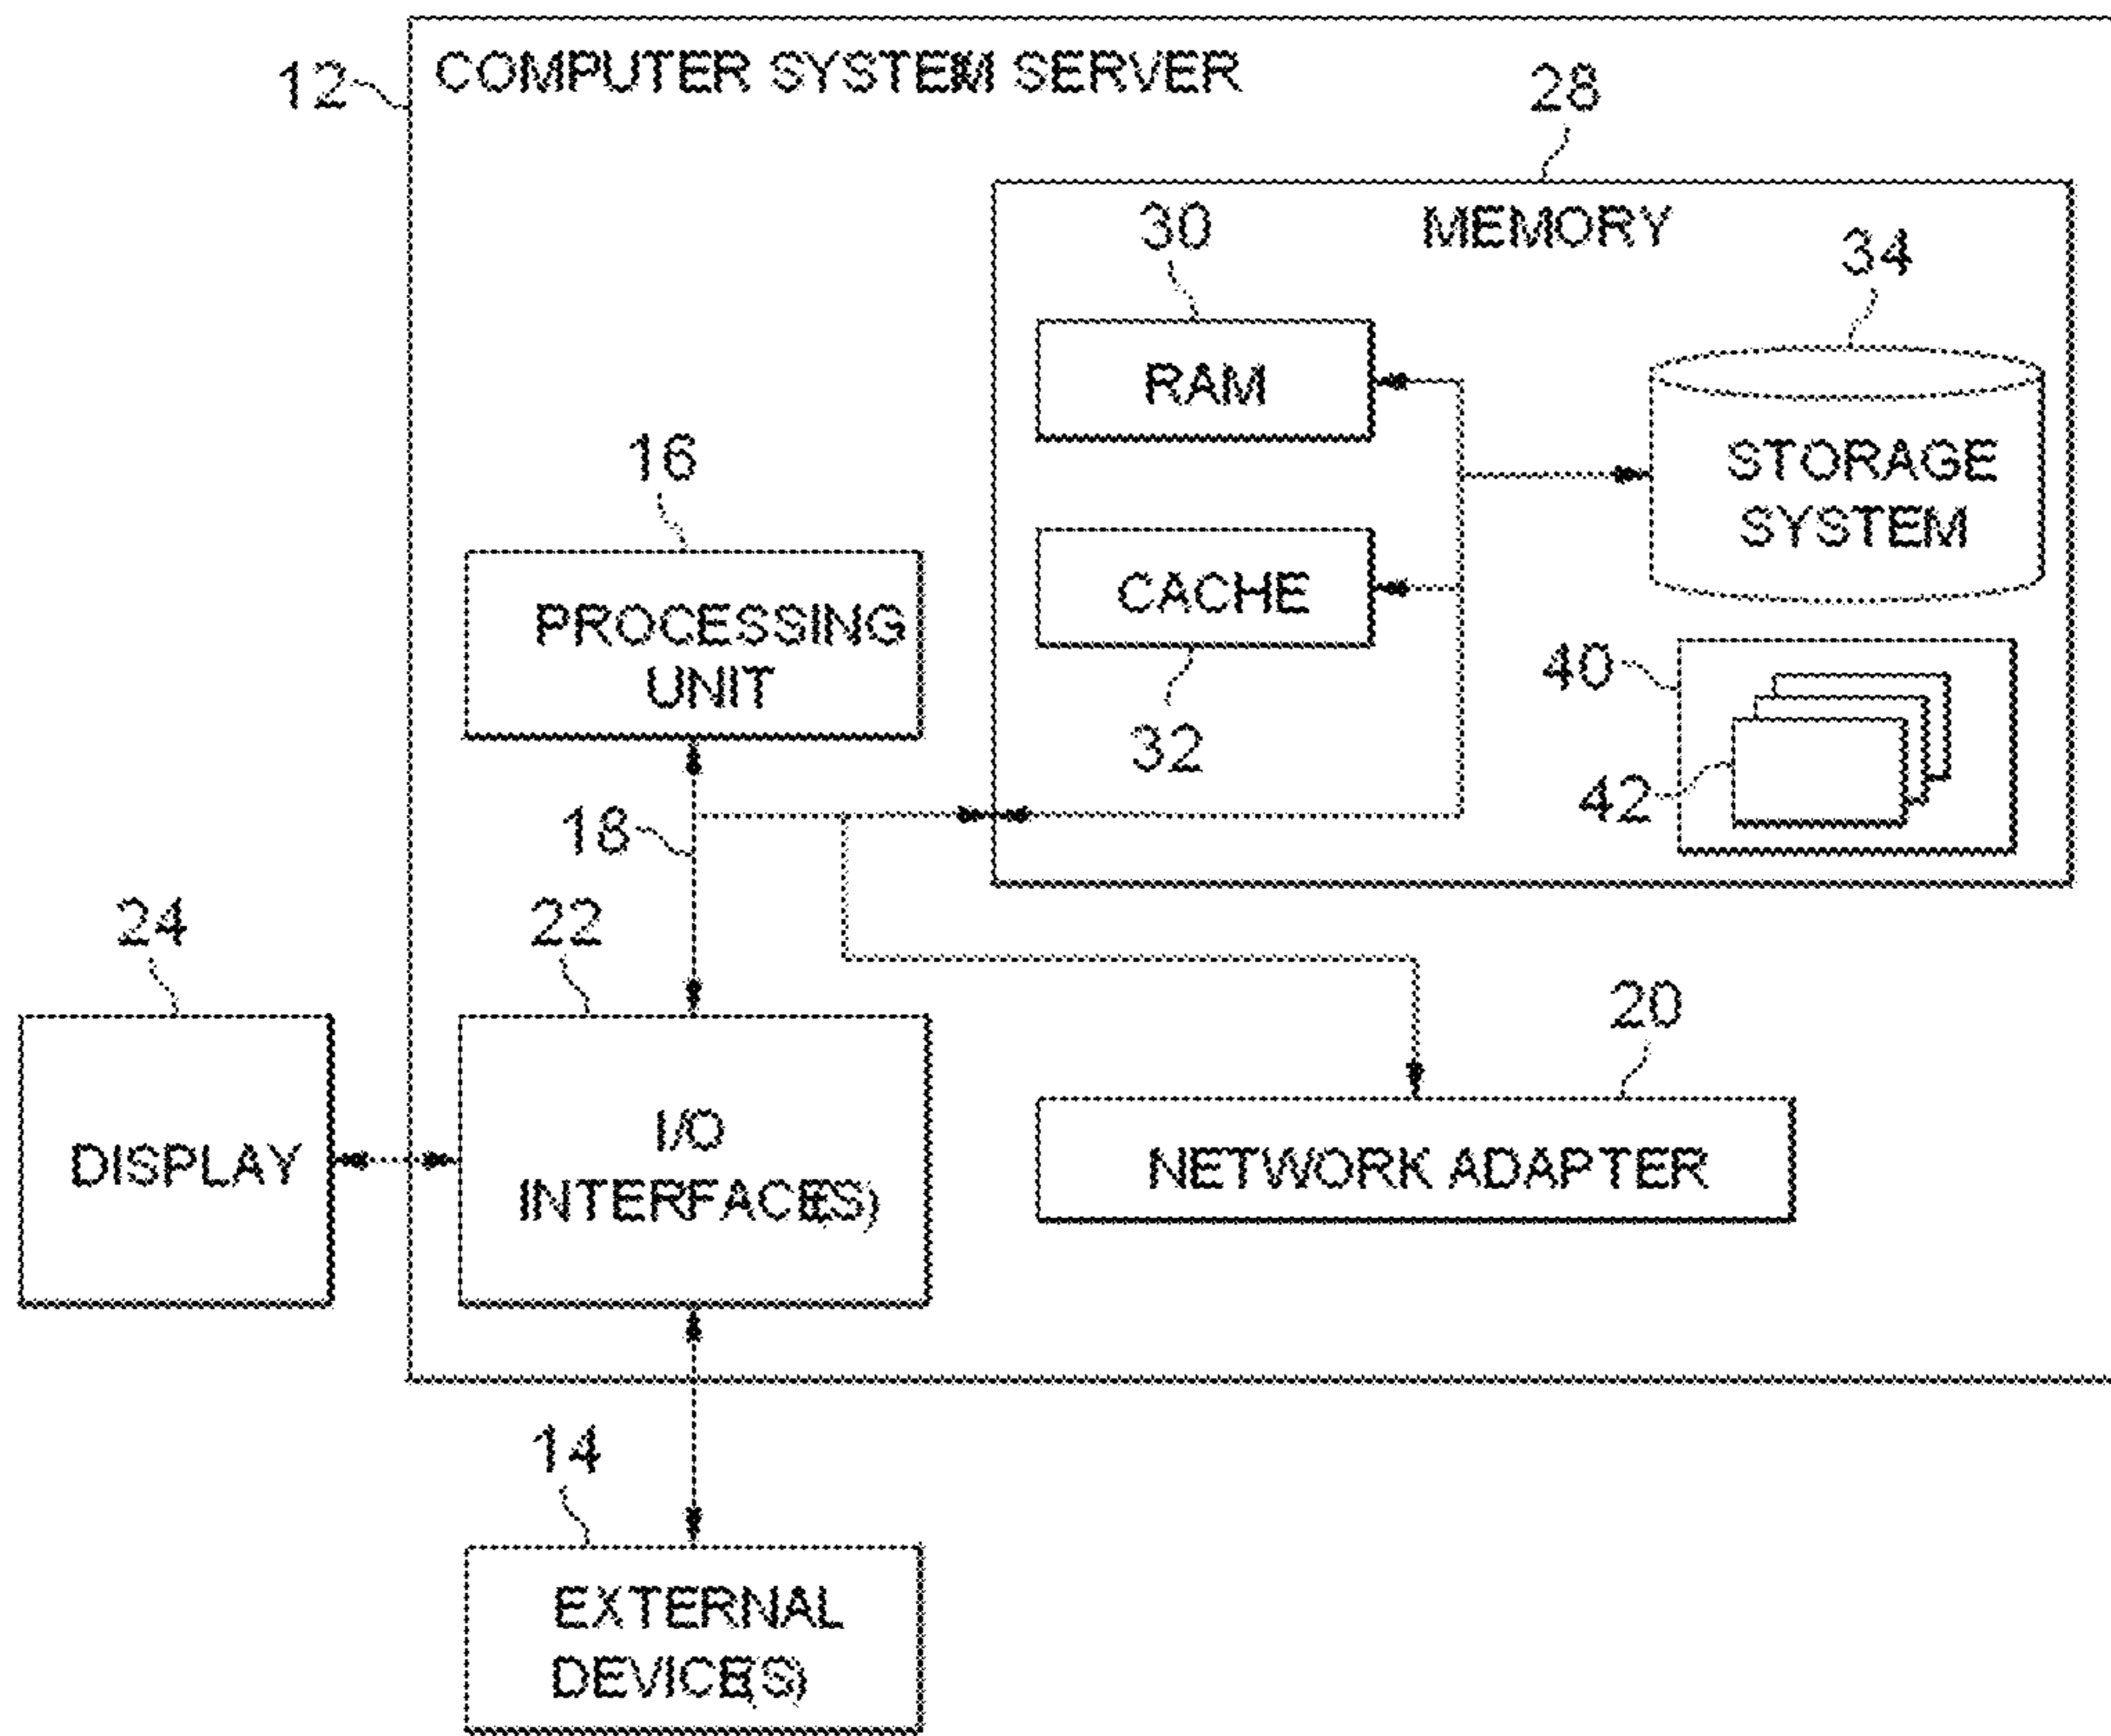 12
COMPUTER SYSTEM SERVER
28
MEMORY
30
34
RAM
STORAGE
SYSTEM
16
PROCESSING
UNIT
CACHE
32
40
42
18
24
22
20
DISPLAY
I/O
INTERFACE(S)
NETWORK ADAPTER
14
EXTERNAL
DEVICE(S)